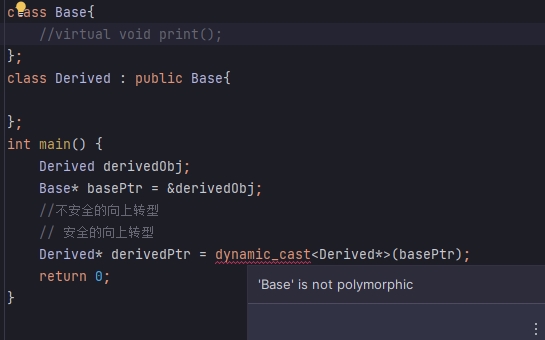 class Base{
    //virtual void print();
};
class Derived : public Base{
};
int main() {
    Derived derivedObj;
    Base* basePtr = &derivedObj;
    //不安全的向上转型
    // 安全的向上转型
    Derived* derivedPtr = dynamic_cast<Derived*>(basePtr);
    return 0;
}
'Base' is not polymorphic